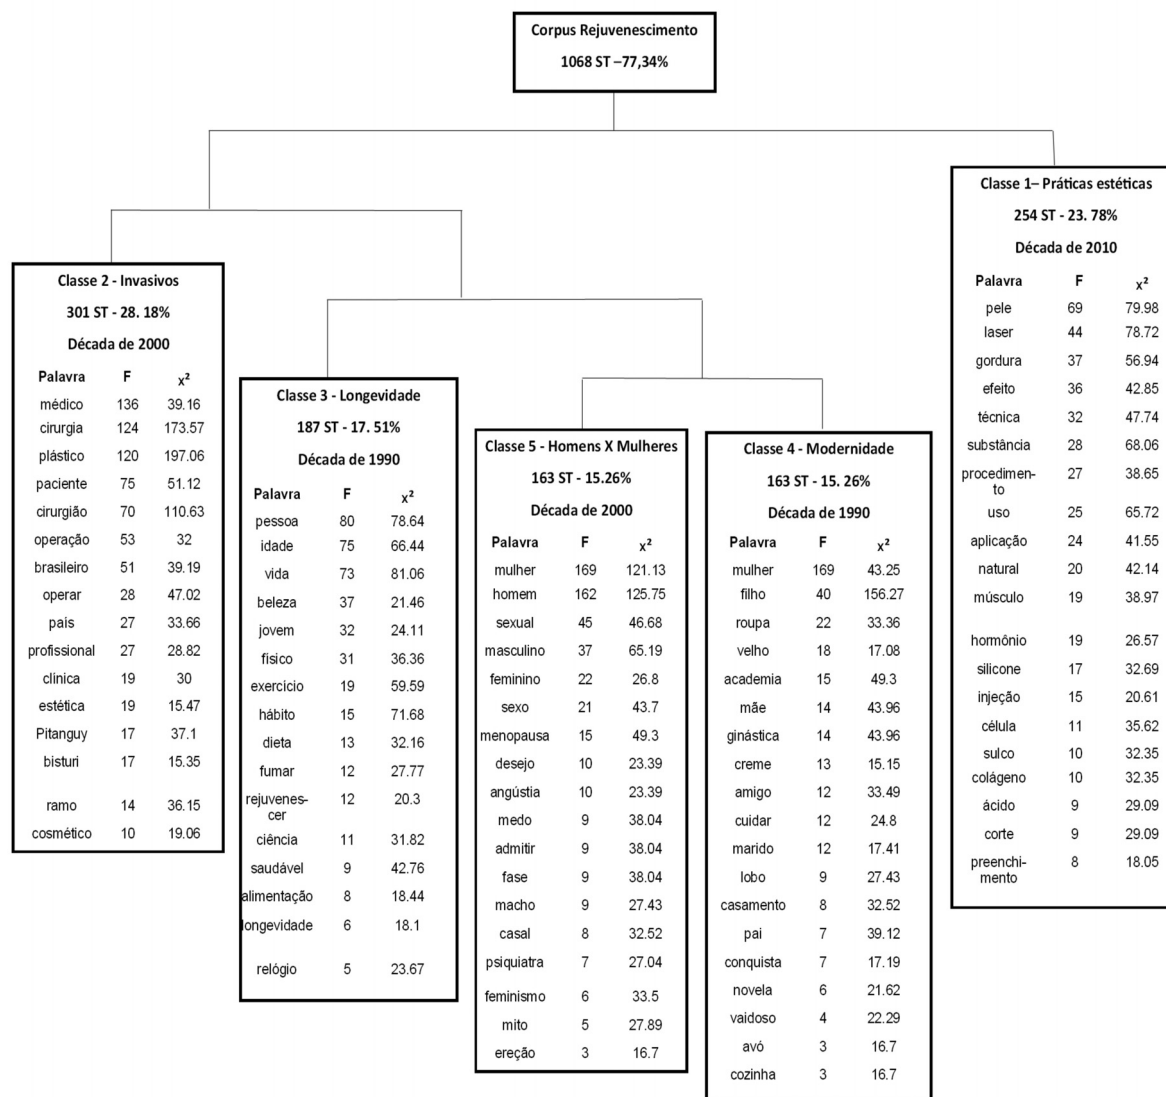 Corpus Rejuvenescimento
1068 ST –77,34%
Classe 1– Práticas estéticas
254 ST - 23. 78%
Década de 2010
Palavra F x²
pele 69 79.98
laser 44 78.72
gordura 37 56.94
efeito 36 42.85
técnica 32 47.74
substância 28 68.06
procedimen-
to 27 38.65
uso 25 65.72
aplicação 24 41.55
natural 20 42.14
músculo 19 38.97
hormônio 19 26.57
silicone 17 32.69
injeção 15 20.61
célula 11 35.62
sulco 10 32.35
colágeno 10 32.35
ácido 9 29.09
corte 9 29.09
preenchi-
mento 8 18.05
Classe 2 - Invasivos
301 ST - 28. 18%
Década de 2000
Palavra F x²
médico 136 39.16
cirurgia 124 173.57
plástico 120 197.06
paciente 75 51.12
cirurgião 70 110.63
operação 53 32
brasileiro 51 39.19
operar 28 47.02
país 27 33.66
profissional 27 28.82
clínica 19 30
estética 19 15.47
Pitanguy 17 37.1
bisturi 17 15.35
ramo 14 36.15
cosmético 10 19.06
Classe 3 - Longevidade
187 ST - 17. 51%
Década de 1990
Palavra F x²
pessoa 80 78.64
idade 75 66.44
vida 73 81.06
beleza 37 21.46
jovem 32 24.11
físico 31 36.36
exercício 19 59.59
hábito 15 71.68
dieta 13 32.16
fumar 12 27.77
rejuvenes-
cer 12 20.3
ciência 11 31.82
saudável 9 42.76
alimentação 8 18.44
longevidade 6 18.1
relógio 5 23.67
Classe 5 - Homens X Mulheres
163 ST - 15.26%
Década de 2000
Palavra F x²
mulher 169 121.13
homem 162 125.75
sexual 45 46.68
masculino 37 65.19
feminino 22 26.8
sexo 21 43.7
menopausa 15 49.3
desejo 10 23.39
angústia 10 23.39
medo 9 38.04
admitir 9 38.04
fase 9 38.04
macho 9 27.43
casal 8 32.52
psiquiatra 7 27.04
feminismo 6 33.5
mito 5 27.89
ereção 3 16.7
Classe 4 - Modernidade
163 ST - 15. 26%
Década de 1990
Palavra F x²
mulher 169 43.25
filho 40 156.27
roupa 22 33.36
velho 18 17.08
academia 15 49.3
mãe 14 43.96
ginástica 14 43.96
creme 13 15.15
amigo 12 33.49
cuidar 12 24.8
marido 12 17.41
lobo 9 27.43
casamento 8 32.52
pai 7 39.12
conquista 7 17.19
novela 6 21.62
vaidoso 4 22.29
avó 3 16.7
cozinha 3 16.7